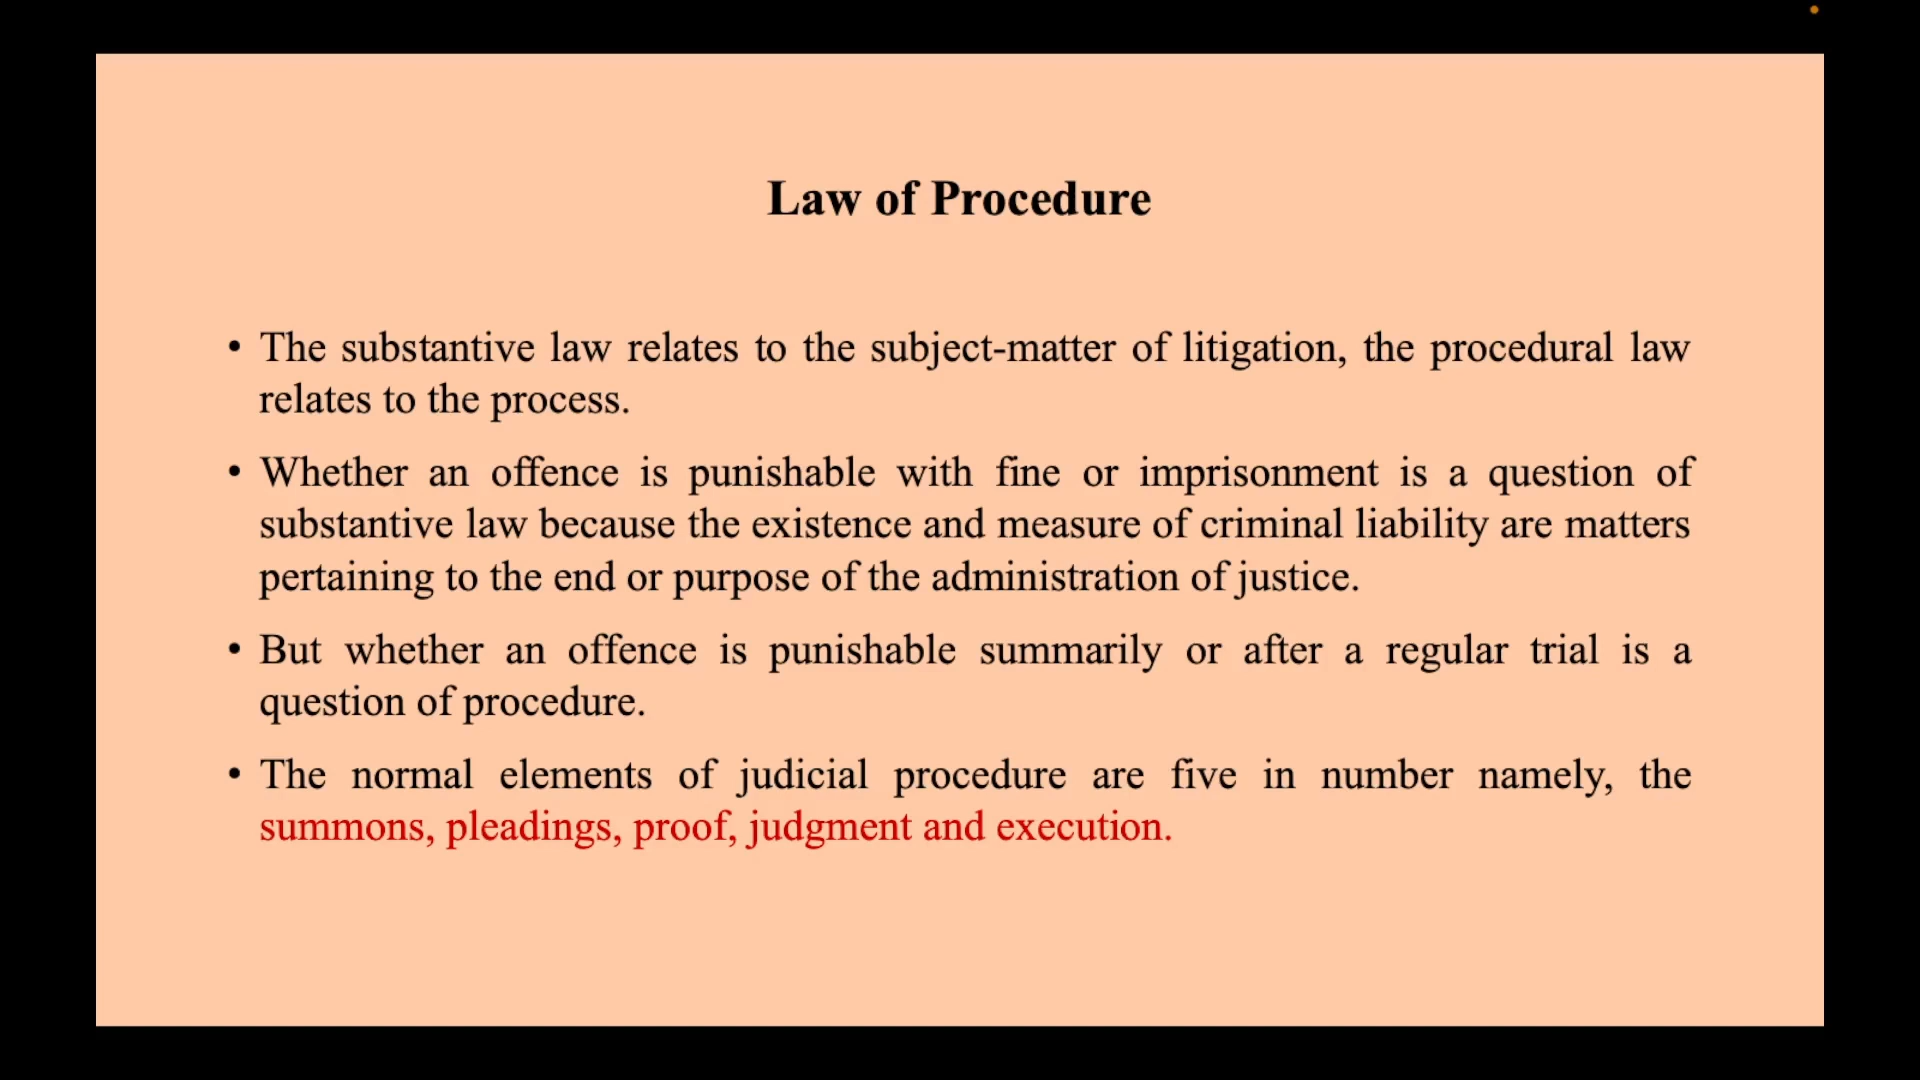 Law of Procedure
• The substantive law relates to the subject-matter of litigation, the procedural law
relates to the process.
• Whether an offence is punishable with fine or imprisonment is a question of
substantive law because the existence and measure of criminal liability are matters
pertaining to the end or purpose of the administration of justice.
• But whether an offence is punishable summarily or after a regular trial is a
question of procedure.
• The normal elements of judicial procedure are five in number namely, the
summons, pleadings, proof, judgment and execution.